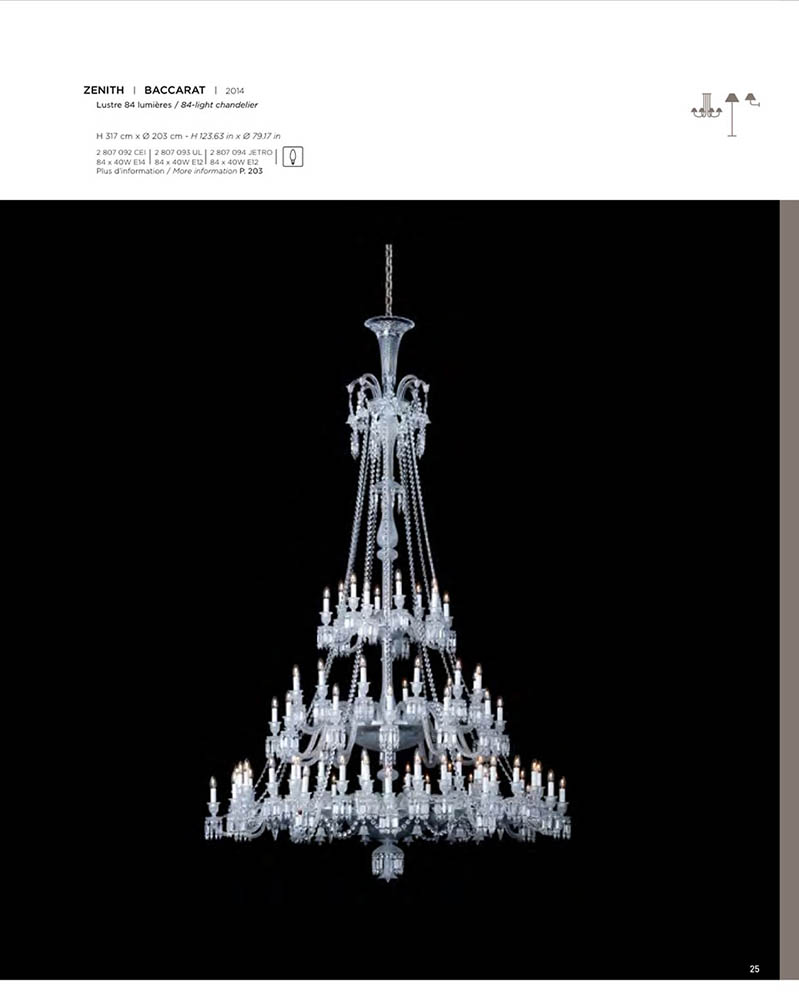 ZENITH | BACCARAT | 2014
Lustre 84 lumières / 84-light chandelier
H 317 cm x Ø 203 cm - H 123.63 in x Ø 79.17 in
2 807 092 CEI | 2 807 093 UL | 2 807 094 JETRO |
84 x 40W E14 | 84 x 40W E12 | 84 x 40W E12
Plus d'information / More information P. 203
25